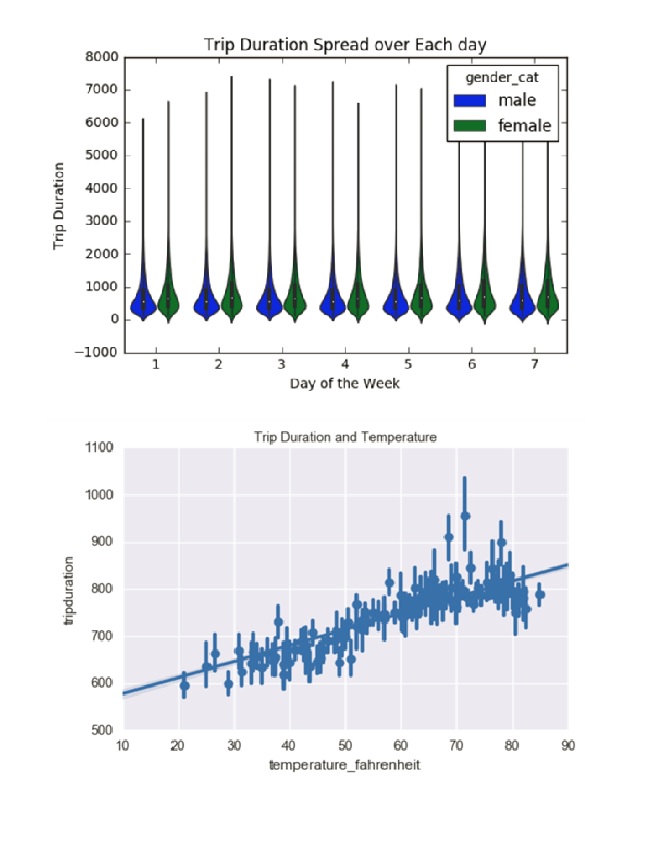 Trip Duration Spread over Each day
8000
7000
6000
5000
4000
3000
2000
1000
0
−1000
Trip Duration
gender_cat
male
female
1 2 3 4 5 6 7
Day of the Week
Trip Duration and Temperature
1100
1000
900
800
700
600
500
tripduration
10 20 30 40 50 60 70 80 90
temperature_fahrenheit